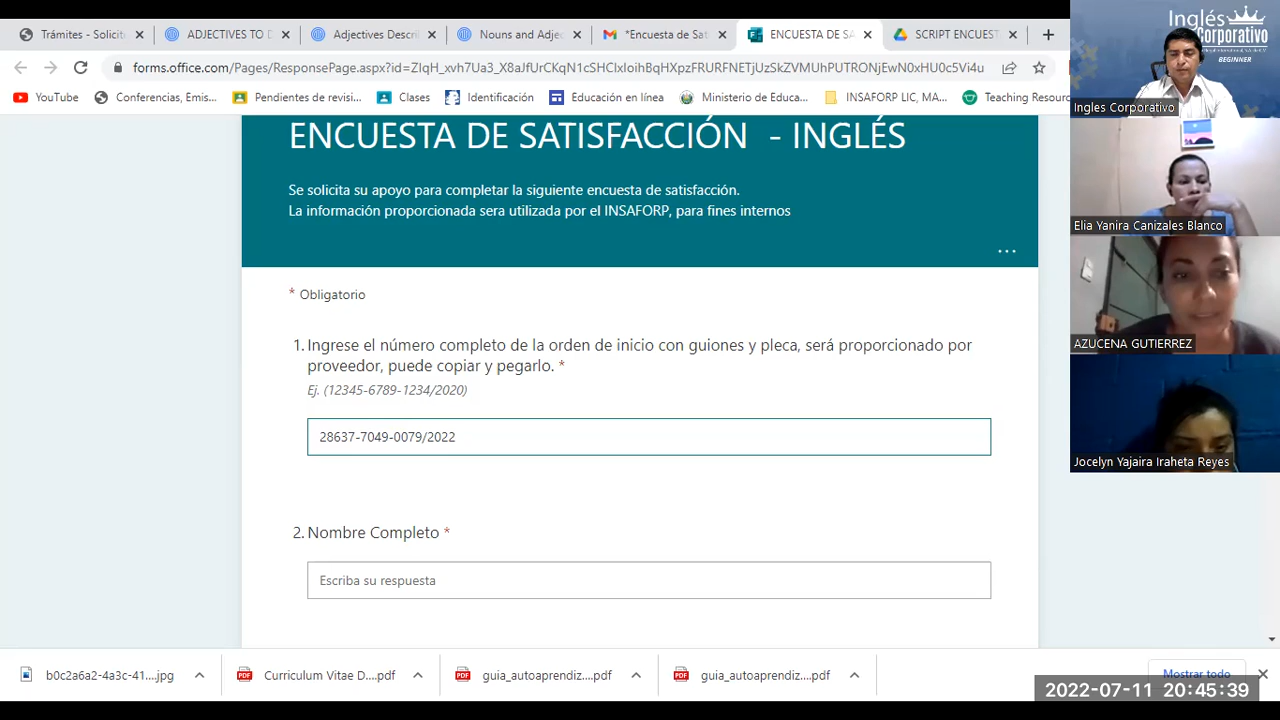 Trámites - Solicit
ADJECTIVES TO D
Adjectives Descri
Nouns and Adje
*Encuesta de Sat
ENCUESTA DE SA
SCRIPT ENCUEST
forms.office.com/Pages/ResponsePage.aspx?id=
YouTube
Conferencias, Emis...
Pendientes de revisi...
Clases
Identificación
Educación en línea
Ministerio de Educa...
INSAFORP LIC, MA...
Teaching Resour
ENCUESTA DE SATISFACCIÓN - INGLÉS
Se solicita su apoyo para completar la siguiente encuesta de satisfacción.
La información proporcionada sera utilizada por el INSAFORP, para fines internos
...
* Obligatorio
1. Ingrese el número completo de la orden de inicio con guiones y pleca, será proporcionado por
proveedor, puede copiar y pegarlo. *
Ej. (12345-6789-1234/2020)
28637-7049-0079/2022
2. Nombre Completo *
Escriba su respuesta
Inglés
Corporativo
BEGINNER
Ingles Corporativo
Elia Yanira Canizales Blanco
AZUCENA GUTIERREZ
Jocelyn Yajaira Iraheta Reyes
b0c2a6a2-4a3c-41....jpg
PDF
Curriculum Vitae D....pdf
PDF
guia_autoaprendiz....pdf
PDF
guia_autoaprendiz....pdf
Mostrar todo
2022-07-11 20:45:39